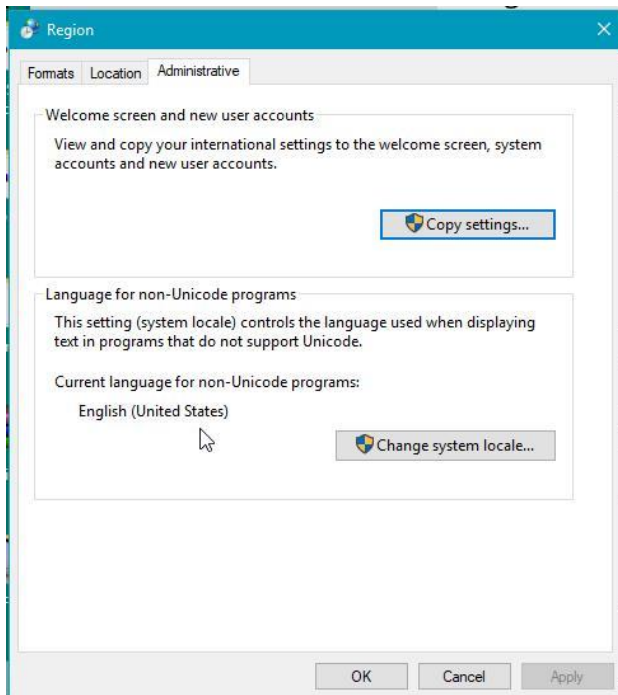 Region
Formats Location Administrative
Welcome screen and new user accounts
View and copy your international settings to the welcome screen, system
accounts and new user accounts.
Copy settings...
Language for non-Unicode programs
This setting (system locale) controls the language used when displaying
text in programs that do not support Unicode.
Current language for non-Unicode programs:
English (United States)
Change system locale...
OK Cancel Apply